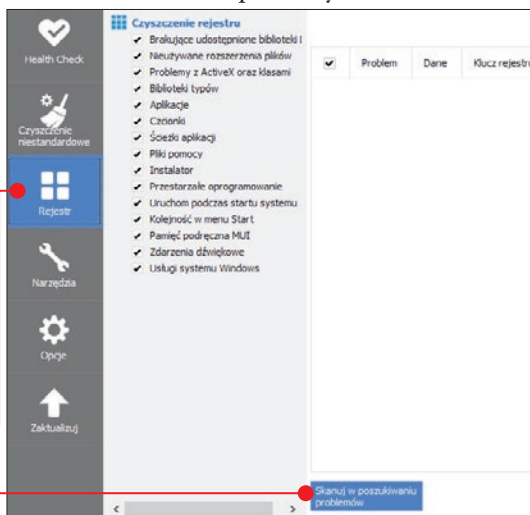 Health Check
Czyszczenie
niestandardowe
Rejestr
Narzędzia
Opcje
Zaktualizuj
Czyszczenie rejestru
Brakujące udostępnione biblioteki
Nieużywane rozszerzenia plików
Problemy z ActiveX oraz klasami
Biblioteki typów
Aplikacje
Czcionki
Ścieżki aplikacji
Pliki pomocy
Instalator
Przestarzałe oprogramowanie
Uruchom podczas startu systemu
Kolejność w menu Start
Pamięć podręczna MUI
Zdarzenia dźwiękowe
Usługi systemu Windows
Problem Dane Klucz rejestru
Skanuj w poszukiwaniu
problemów